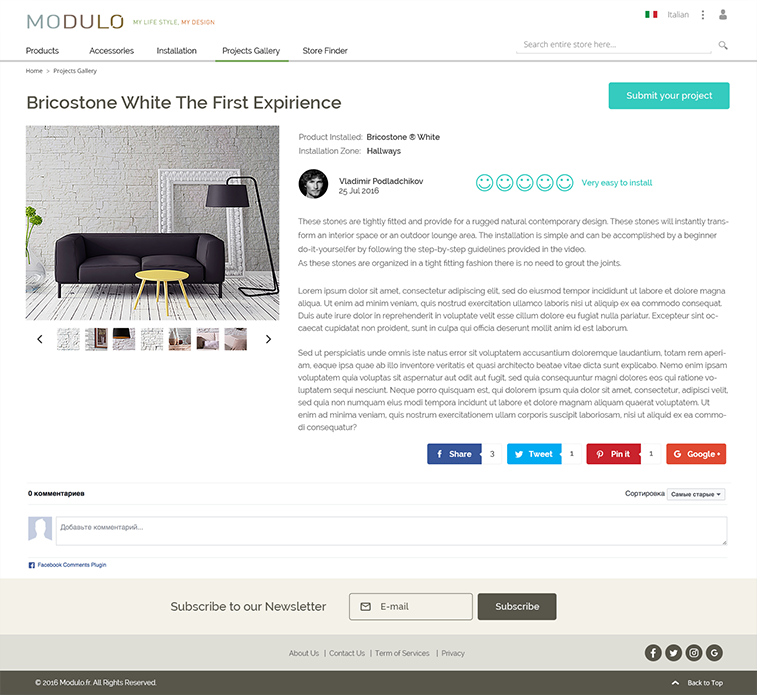 MODULO MY LIFE STYLE, MY DESIGN
Italian
Products Accessories Installation Projects Gallery Store Finder
Search entire store here...
Home > Projects Gallery
Bricostone White The First Expirience
Submit your project
Product Installed: Bricostone ® White
Installation Zone: Hallways
Vladimir Podladchikov
25 Jul 2016
Very easy to install
These stones are tightly fitted and provide for a rugged natural contemporary design. These stones will instantly trans-
form an interior space or an outdoor lounge area. The installation is simple and can be accomplished by a beginner
do-it-yourselfer by following the step-by-step guidelines provided in the video.
As these stones are organized in a tight fitting fashion there is no need to grout the joints.
Lorem ipsum dolor sit amet, consectetur adipiscing elit, sed do eiusmod tempor incididunt ut labore et dolore magna
aliqua. Ut enim ad minim veniam, quis nostrud exercitation ullamco laboris nisi ut aliquip ex ea commodo consequat.
Duis aute irure dolor in reprehenderit in voluptate velit esse cillum dolore eu fugiat nulla pariatur. Excepteur sint oc-
caecat cupidatat non proident, sunt in culpa qui officia deserunt mollit anim id est laborum.
Sed ut perspiciatis unde omnis iste natus error sit voluptatem accusantium doloremque laudantium, totam rem aperi-
am, eaque ipsa quae ab illo inventore veritatis et quasi architecto beatae vitae dicta sunt explicabo. Nemo enim ipsam
voluptatem quia voluptas sit aspernatur aut odit aut fugit, sed quia consequuntur magni dolores eos qui ratione vo-
luptatem sequi nesciunt. Neque porro quisquam est, qui dolorem ipsum quia dolor sit amet, consectetur, adipisci velit,
sed quia non numquam eius modi tempora incidunt ut labore et dolore magnam aliquam quaerat voluptatem. Ut
enim ad minima veniam, quis nostrum exercitationem ullam corporis suscipit laboriosam, nisi ut aliquid ex ea commo-
di consequatur?
Share 3 Tweet 1 Pin it 1 Google+
0 комментариев
Сортировка Самые старые
Добавьте комментарий...
Facebook Comments Plugin
Subscribe to our Newsletter
E-mail
Subscribe
About Us | Contact Us | Term of Services | Privacy
© 2016 Modulo.fr. All Rights Reserved.
Back to Top